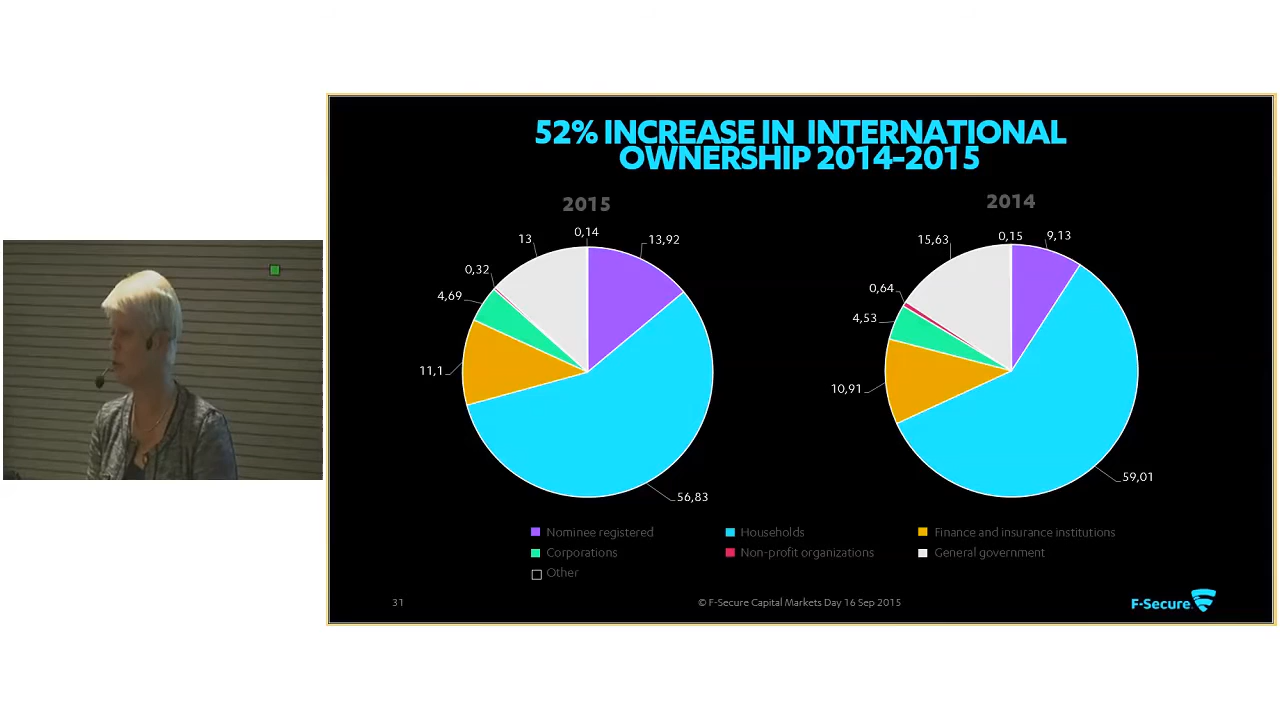 52% INCREASE IN INTERNATIONAL
OWNERSHIP 2014-2015
2015
2014
0,14
13,92
13
0,32
4,69
11,1
56,83
0,15
9,13
15,63
0,64
4,53
10,91
59,01
Nominee registered
Households
Finance and insurance institutions
Corporations
Non-profit organizations
General government
Other
31
© F-Secure Capital Markets Day 16 Sep 2015
F-Secure